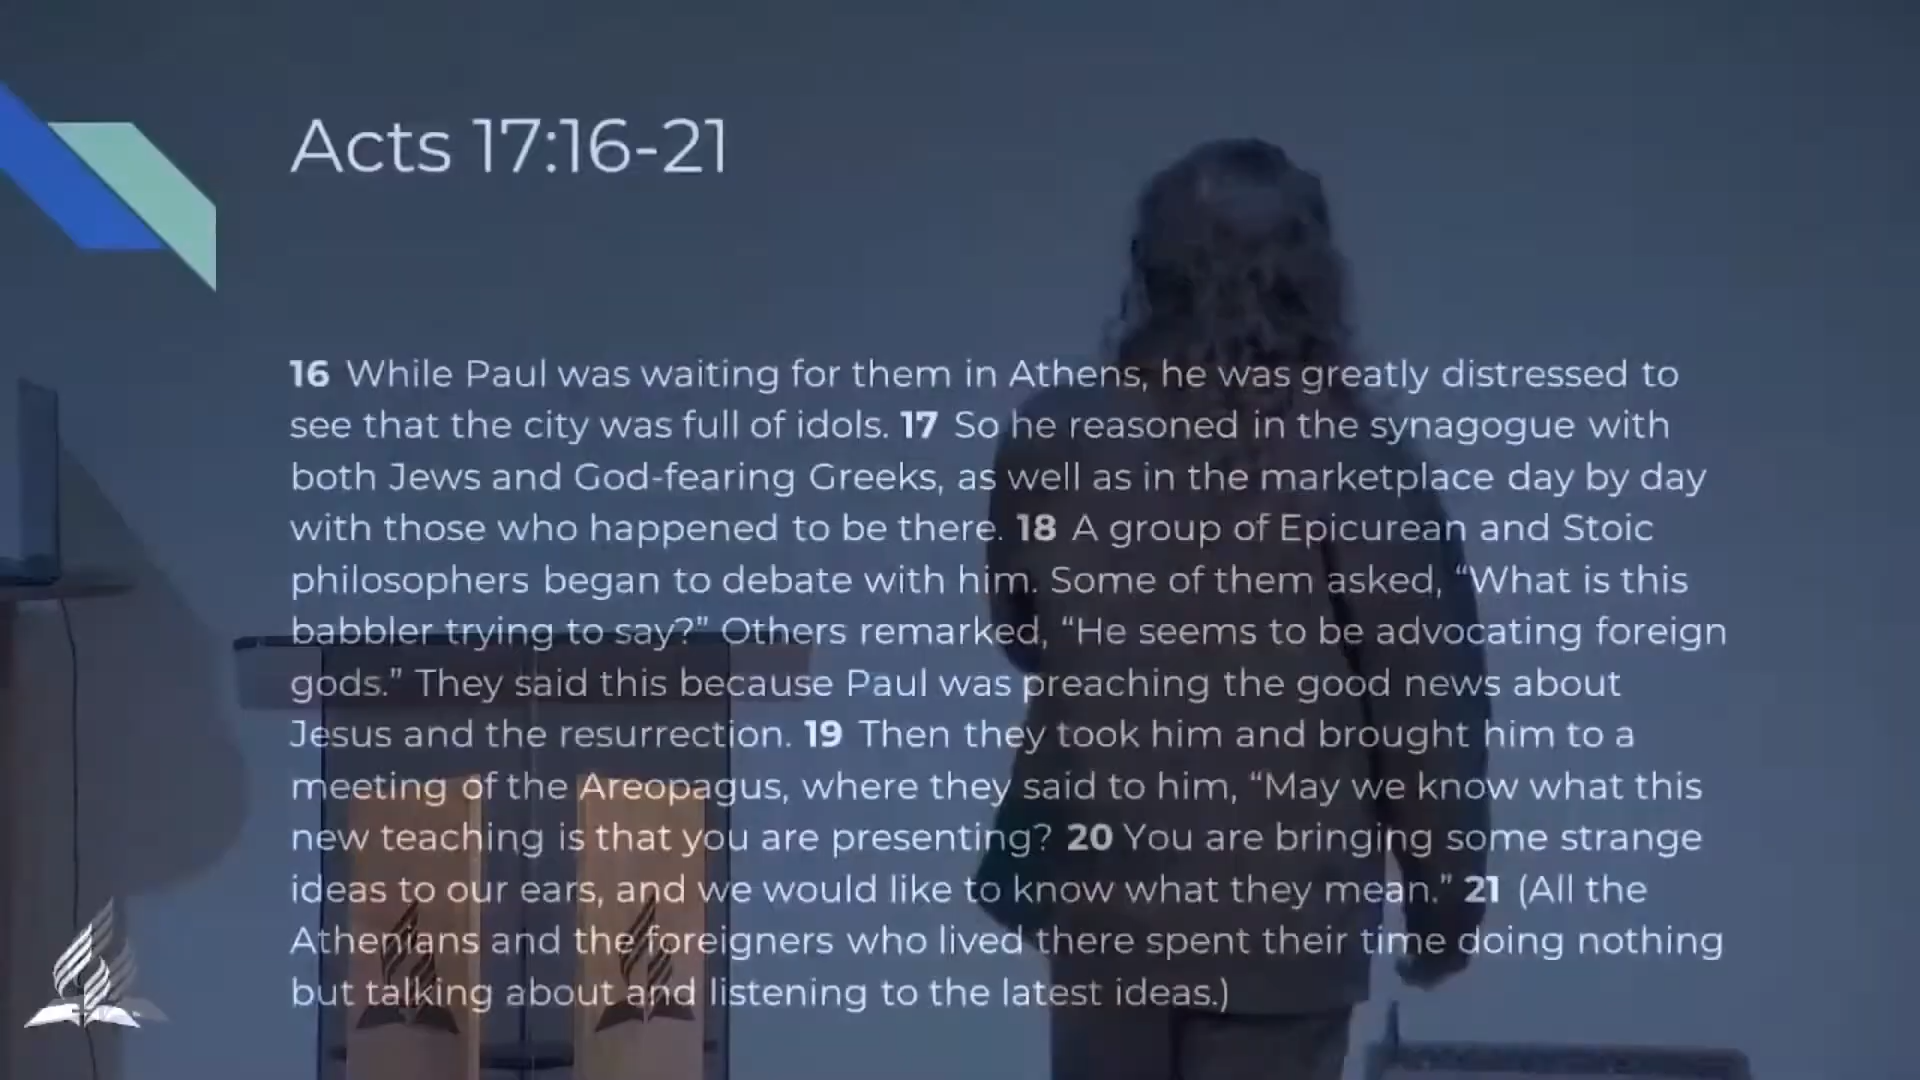 Acts 17:16-21
16 While Paul was waiting for them in Athens, he was greatly distressed to
see that the city was full of idols. 17 So he reasoned in the synagogue with
both Jews and God-fearing Greeks, as well as in the marketplace day by day
with those who happened to be there. 18 A group of Epicurean and Stoic
philosophers began to debate with him. Some of them asked, “What is this
babbler trying to say?” Others remarked, “He seems to be advocating foreign
gods.” They said this because Paul was preaching the good news about
Jesus and the resurrection. 19 Then they took him and brought him to a
meeting of the Areopagus, where they said to him, “May we know what this
new teaching is that you are presenting? 20 You are bringing some strange
ideas to our ears, and we would like to know what they mean.” 21 (All the
Athenians and the foreigners who lived there spent their time doing nothing
but talking about and listening to the latest ideas.)